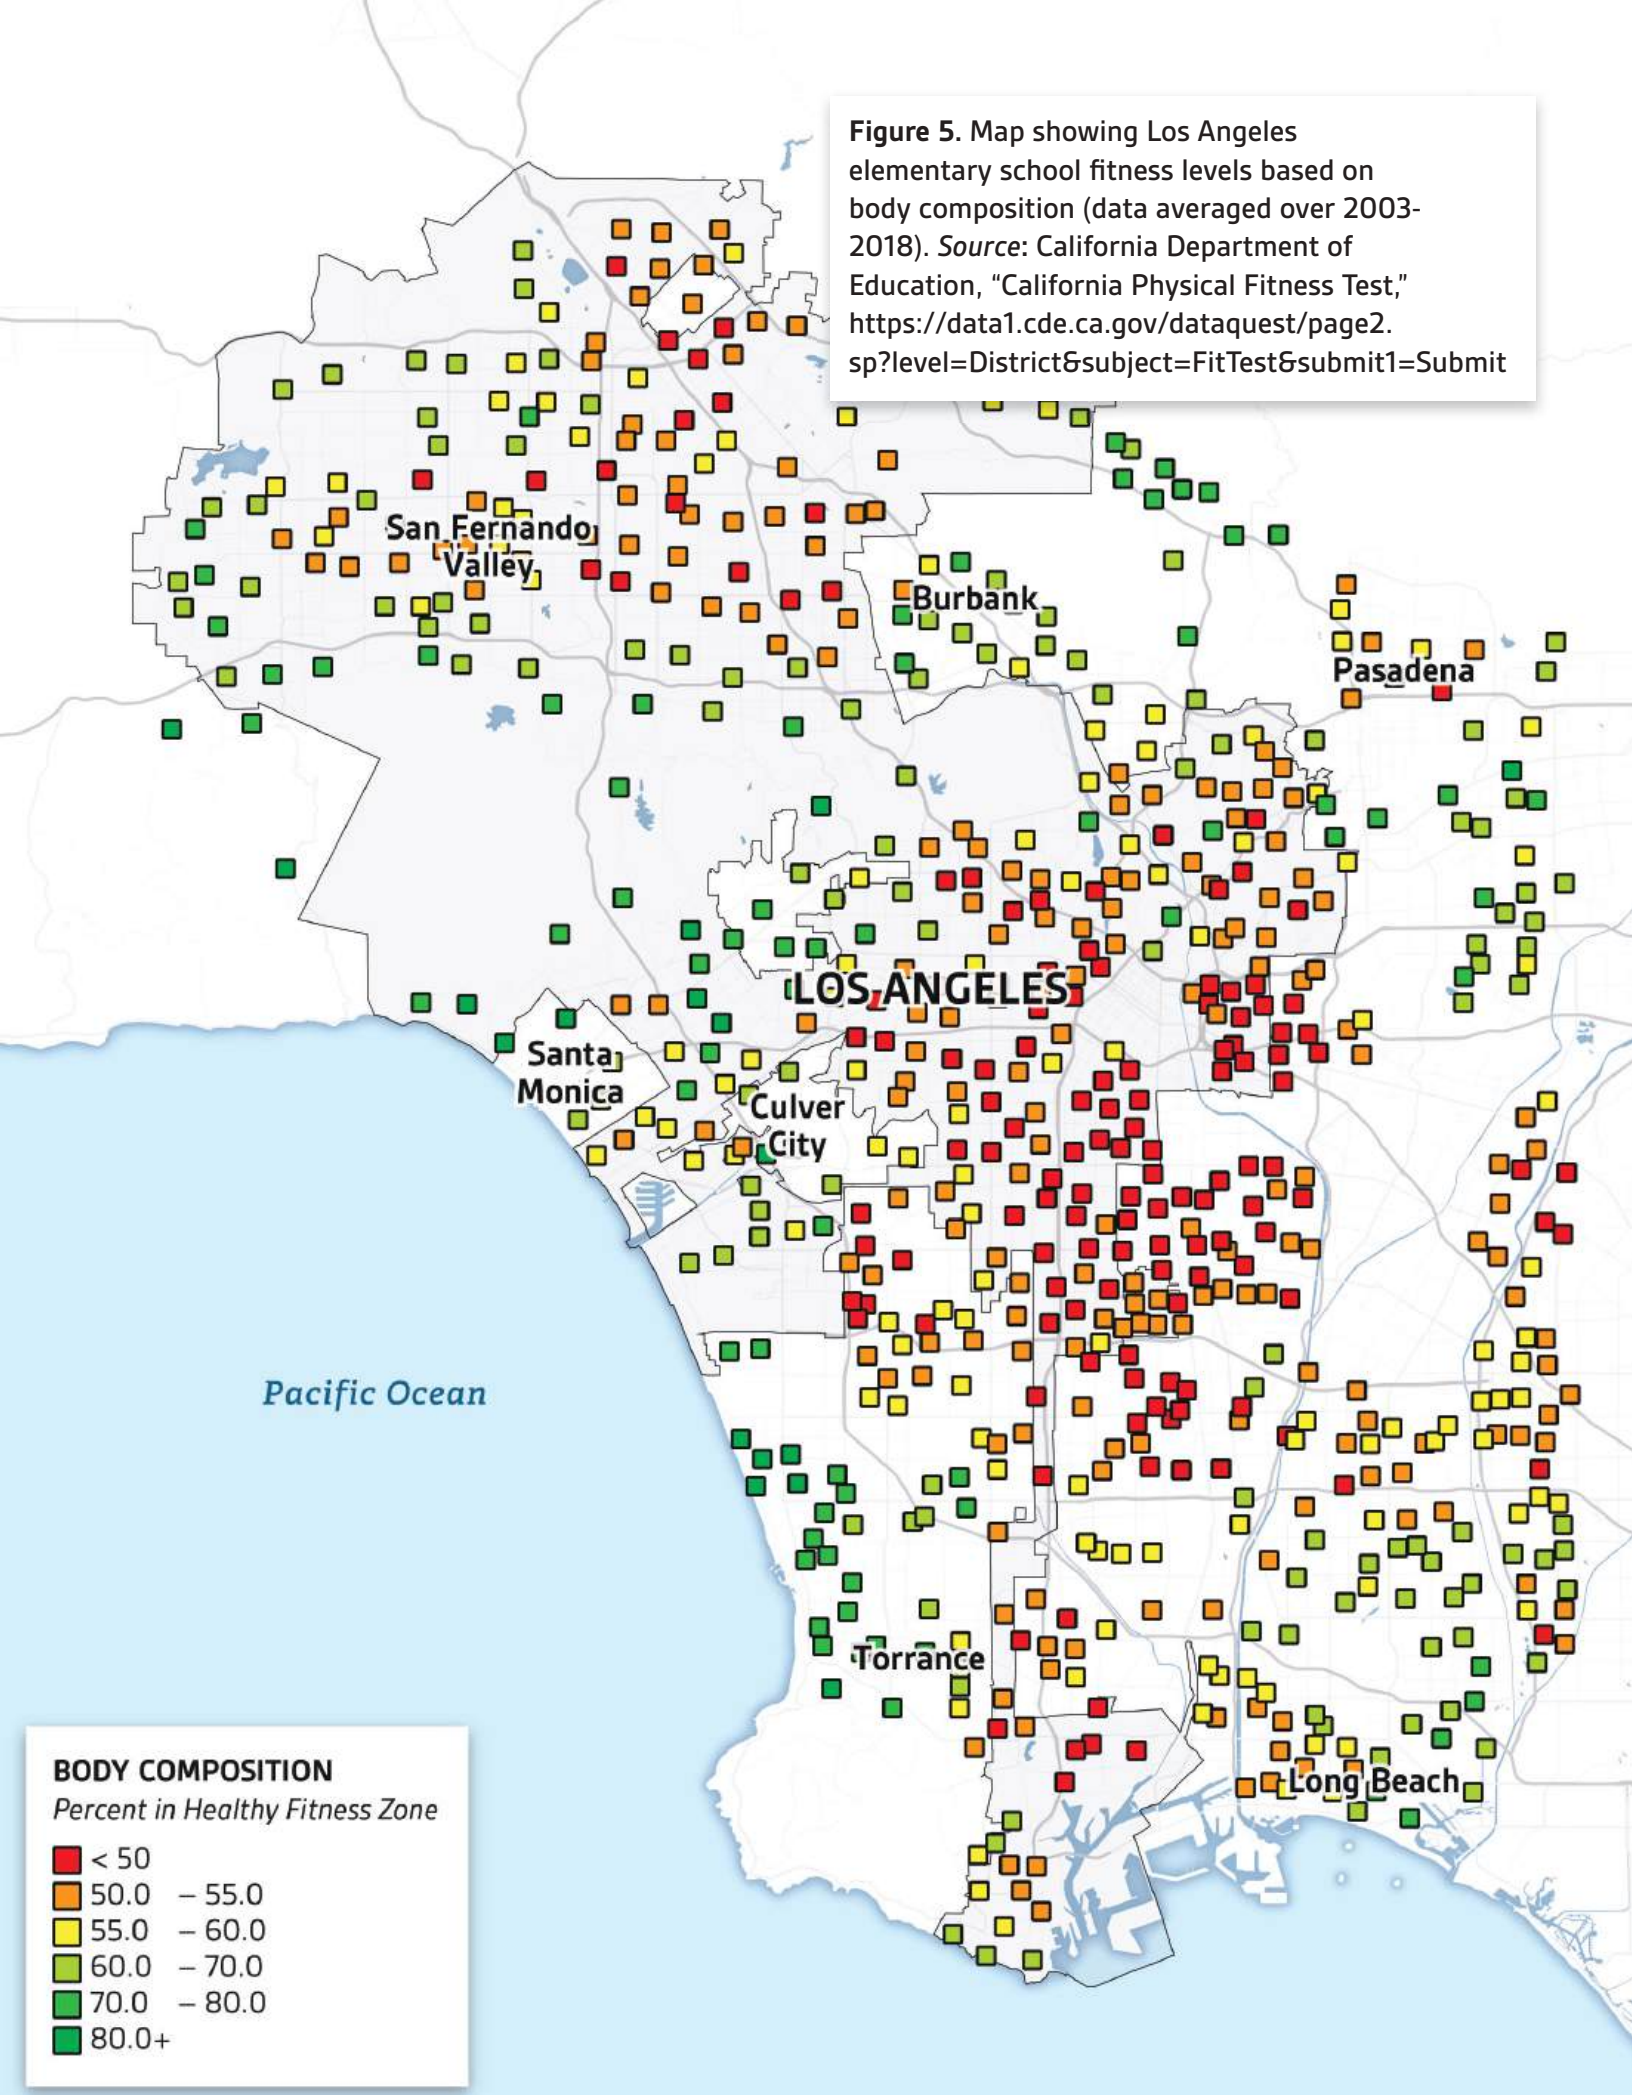 Figure 5. Map showing Los Angeles
elementary school fitness levels based on
body composition (data averaged over 2003-
2018). Source: California Department of
Education, “California Physical Fitness Test,”
https://data1.cde.ca.gov/dataquest/page2.
sp?level=District&subject=FitTest&submit1=Submit
San Fernando
Valley
Burbank
Pasadena
LOS ANGELES
Santa
Monica
Culver
City
Pacific Ocean
Torrance
Long Beach
BODY COMPOSITION
Percent in Healthy Fitness Zone
< 50
50.0 – 55.0
55.0 – 60.0
60.0 – 70.0
70.0 – 80.0
80.0+